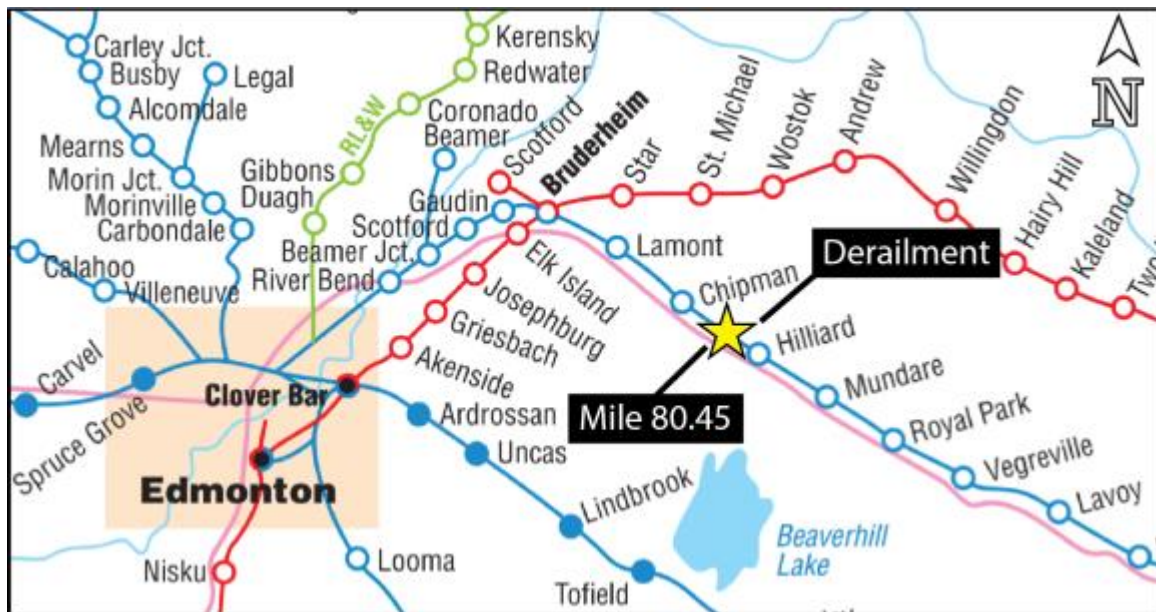 Carley Jct.
Busby
Legal
Alcomdale
Mearns
Morin Jct.
Morinville
Carbondale
Calahoo
Villeneuve
RL&W
Kerensky
Redwater
Coronado
Beamer
Gibbons
Duagh
Gaudin
Scotford
Beamer Jct.
River Bend
Scotford
Bruderheim
Star
St. Michael
Wostok
Andrew
Willingdon
Hairy Hill
Kaleland
N
Elk Island
Josephburg
Griesbach
Akenside
Lamont
Chipman
Derailment
Hilliard
Mile 80.45
Mundare
Royal Park
Vegreville
Lavoy
Carvel
Spruce Grove
Clover Bar
Edmonton
Ardrossan
Uncas
Lindbrook
Tofield
Beaverhill
Lake
Nisku
Looma